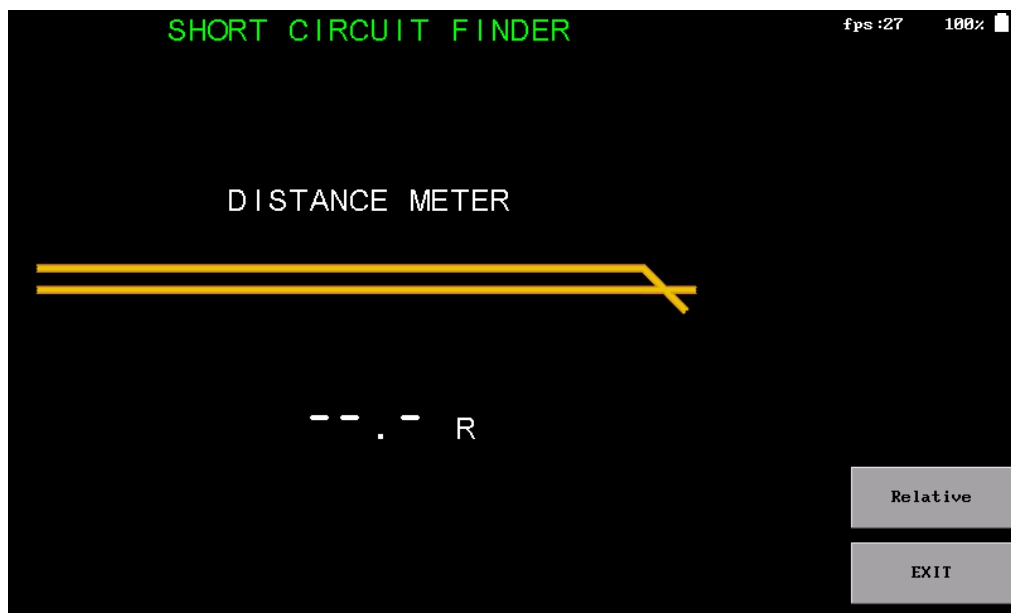 SHORT CIRCUIT FINDER
fps:27 100%
DISTANCE METER
--.- R
Relative
EXIT